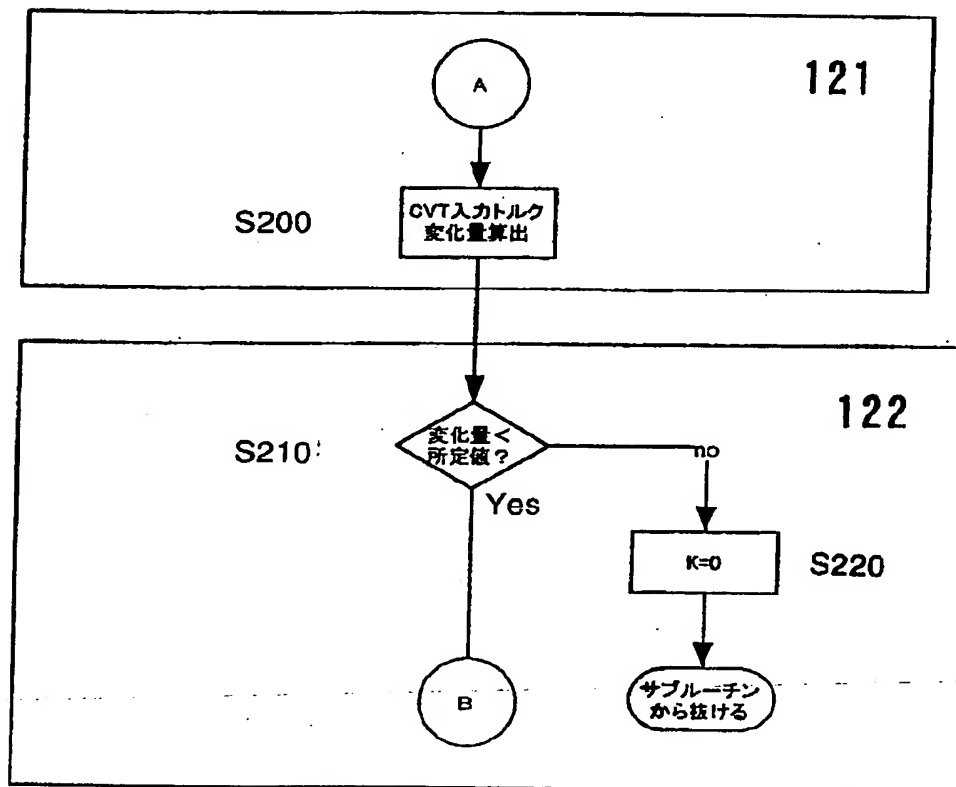 121
A
S200
CVT入力トルク
変化量算出
122
S210
変化量<
所定値?
no
Yes
K=0
S220
B
サブルーチン
から抜ける